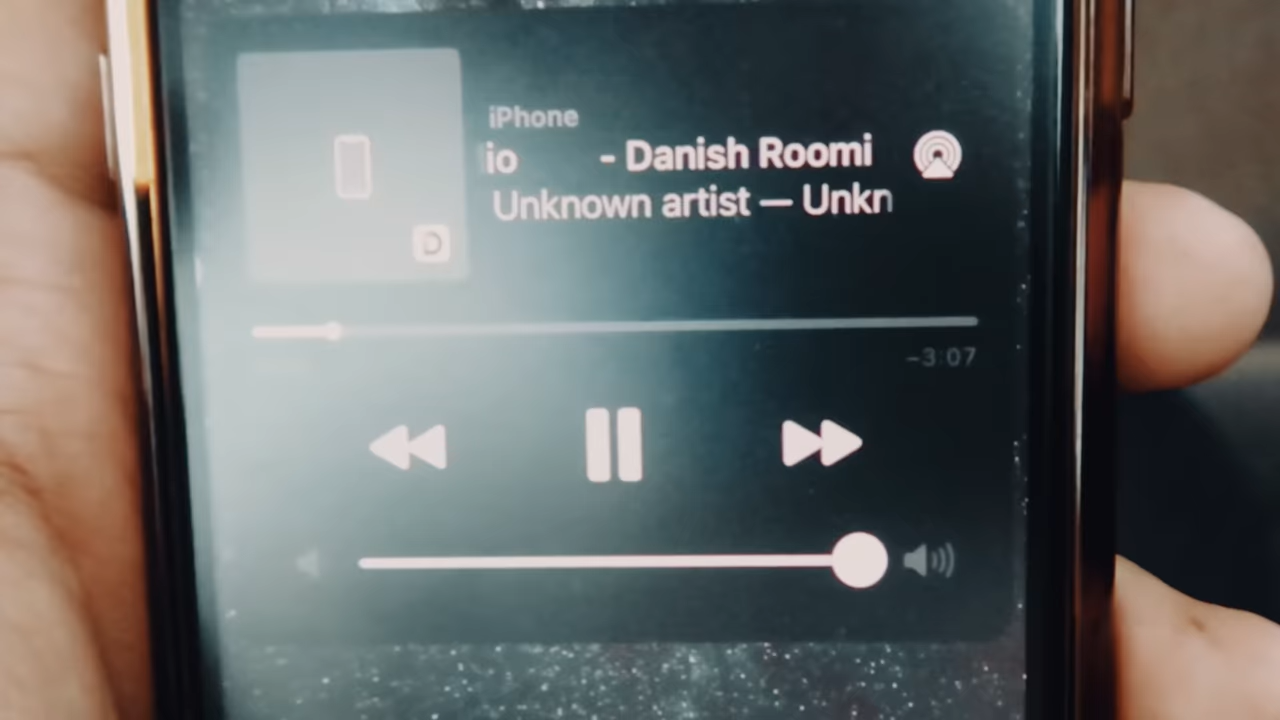 iPhone
io - Danish Roomi
Unknown artist — Unkn
D
-3:07